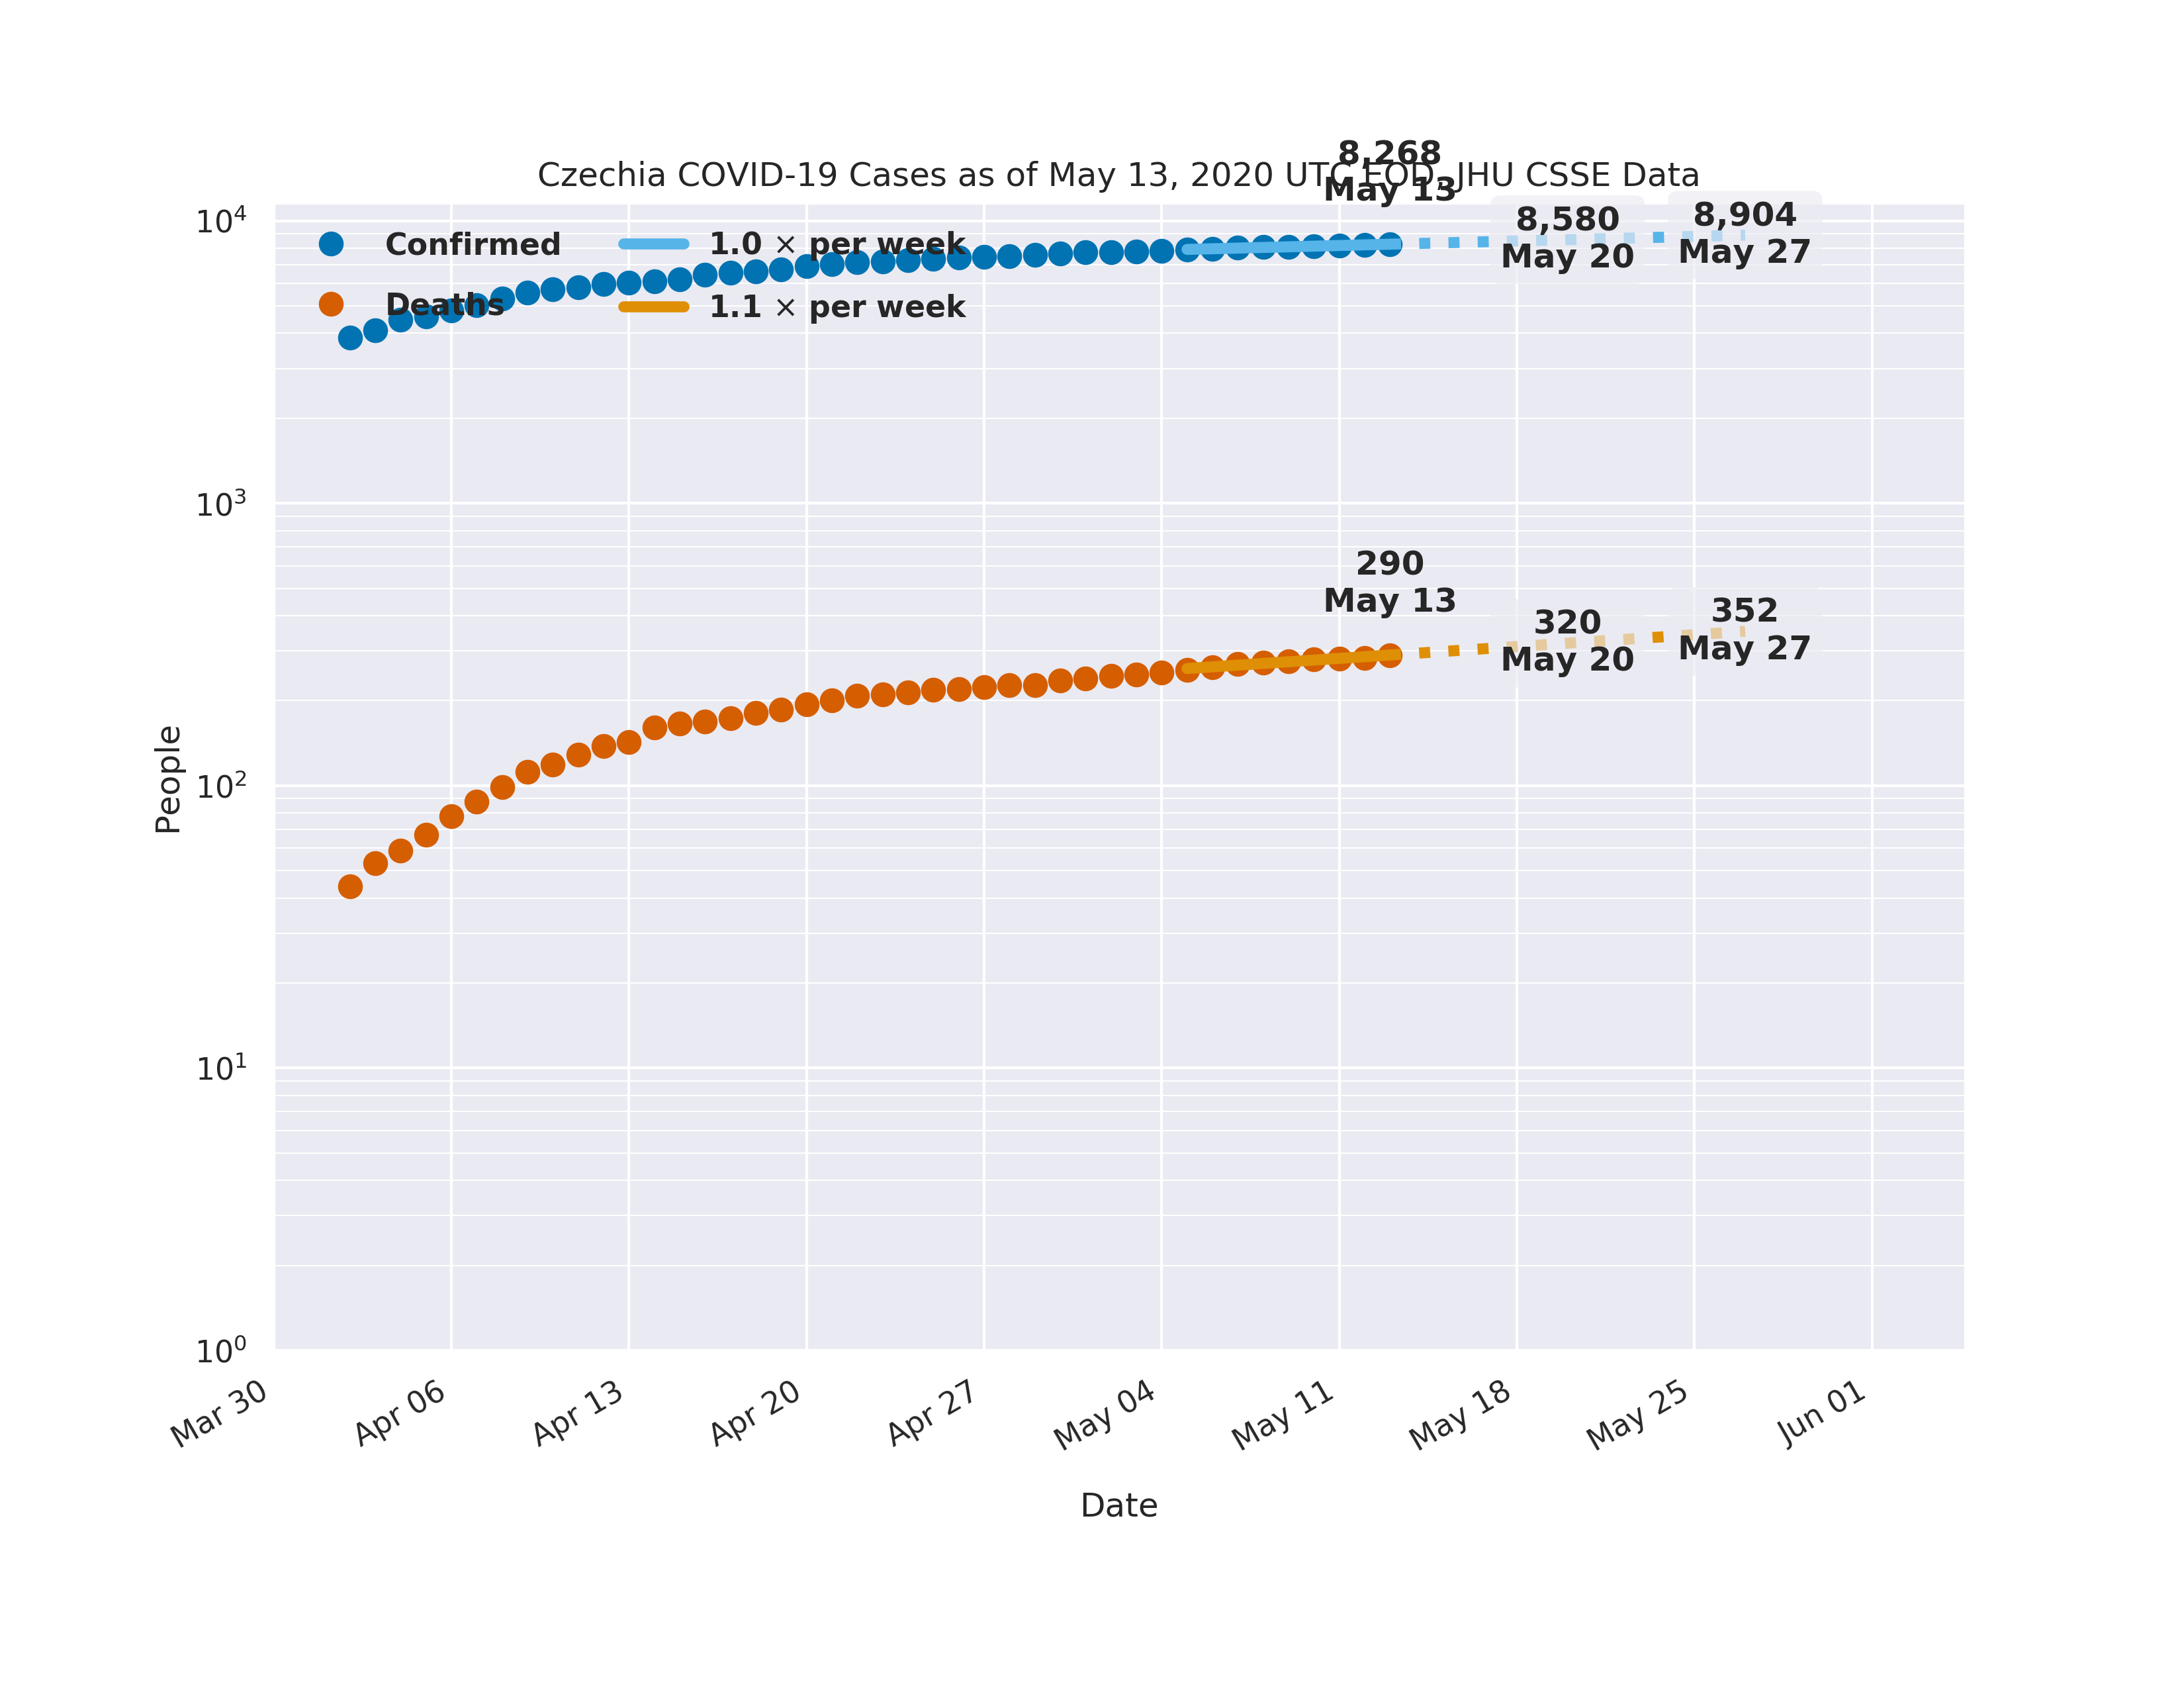 8,268
May 13
Czechia COVID-19 Cases as of May 13, 2020 UTC EOD, JHU CSSE Data
8,580
May 20
8,904
May 27
Confirmed
Deaths
1.0 × per week
1.1 × per week
290
May 13
320
May 20
352
May 27
People
10⁴
10³
10²
10¹
10⁰
Mar 30
Apr 06
Apr 13
Apr 20
Apr 27
May 04
May 11
May 18
May 25
Jun 01
Date